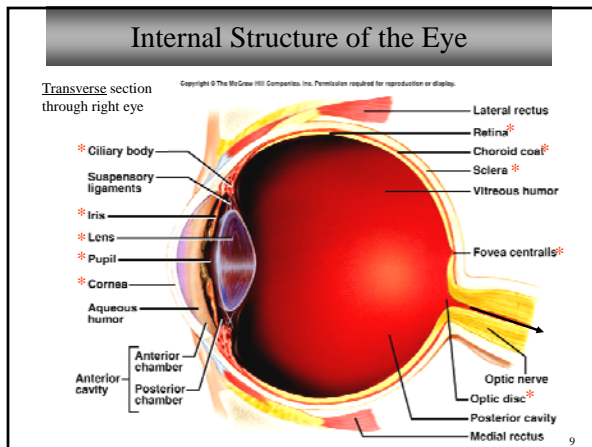 Internal Structure of the Eye
Transverse section
through right eye
Copyright © The McGraw Hill Companies, Inc. Permission required for reproduction or display.
* Ciliary body
Suspensory
ligaments
* Iris
* Lens
* Pupil
* Cornea
Aqueous
humor
Anterior
cavity
Anterior
chamber
Posterior
chamber
Lateral rectus
Retina*
Choroid coat*
Sclera*
Vitreous humor
Fovea centralis*
Optic nerve
Optic disc*
Posterior cavity
Medial rectus
9